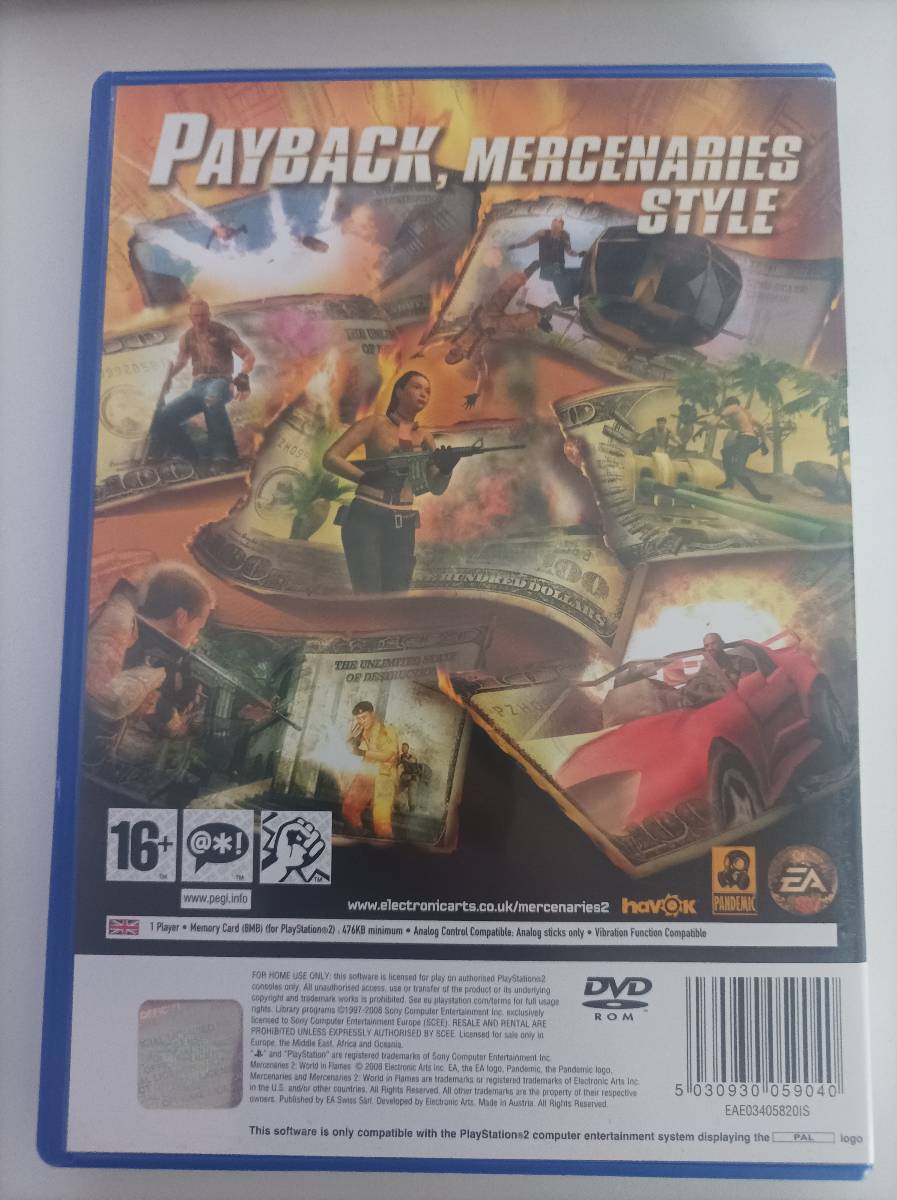 PAYBACK, MERCENARIES
STYLE
THE UNLIMITED STATE
OF DESTRUCTION
ONE HUNDRED DOLLARS
100
100
100
PZH0
16+
@*!
www.pegi.info
www.electronicarts.co.uk/mercenaries2
havok
PANDEMIC
EA
1 Player • Memory Card (8MB) (for PlayStation®2) : 476KB minimum • Analog Control Compatible: Analog sticks only • Vibration Function Compatible
FOR HOME USE ONLY: this software is licensed for play on authorised PlayStation®2
consoles only. All unauthorised access, use or transfer of the product or its underlying
copyright and trademark works is prohibited. See eu.playstation.com/terms for full usage
rights. Library programs ©1997-2008 Sony Computer Entertainment Inc. exclusively
licensed to Sony Computer Entertainment Europe (SCEE). RESALE AND RENTAL ARE
PROHIBITED UNLESS EXPRESSLY AUTHORISED BY SCEE. Licensed for sale only in
Europe, the Middle East, Africa and Oceania.
" " and "PlayStation" are registered trademarks of Sony Computer Entertainment Inc.
Mercenaries 2: World in Flames © 2008 Electronic Arts Inc. EA, the EA logo, Pandemic, the Pandemic logo,
Mercenaries and Mercenaries 2: World in Flames are trademarks or registered trademarks of Electronic Arts Inc.
in the U.S. and/or other countries. All Rights Reserved. All other trademarks are the property of their respective
owners. Published by EA Swiss Sàrl. Developed by Electronic Arts. Made in Austria. All Rights Reserved.
DVD
ROM
5 030930 059040
EAE03405820IS
This software is only compatible with the PlayStation®2 computer entertainment system displaying the PAL logo